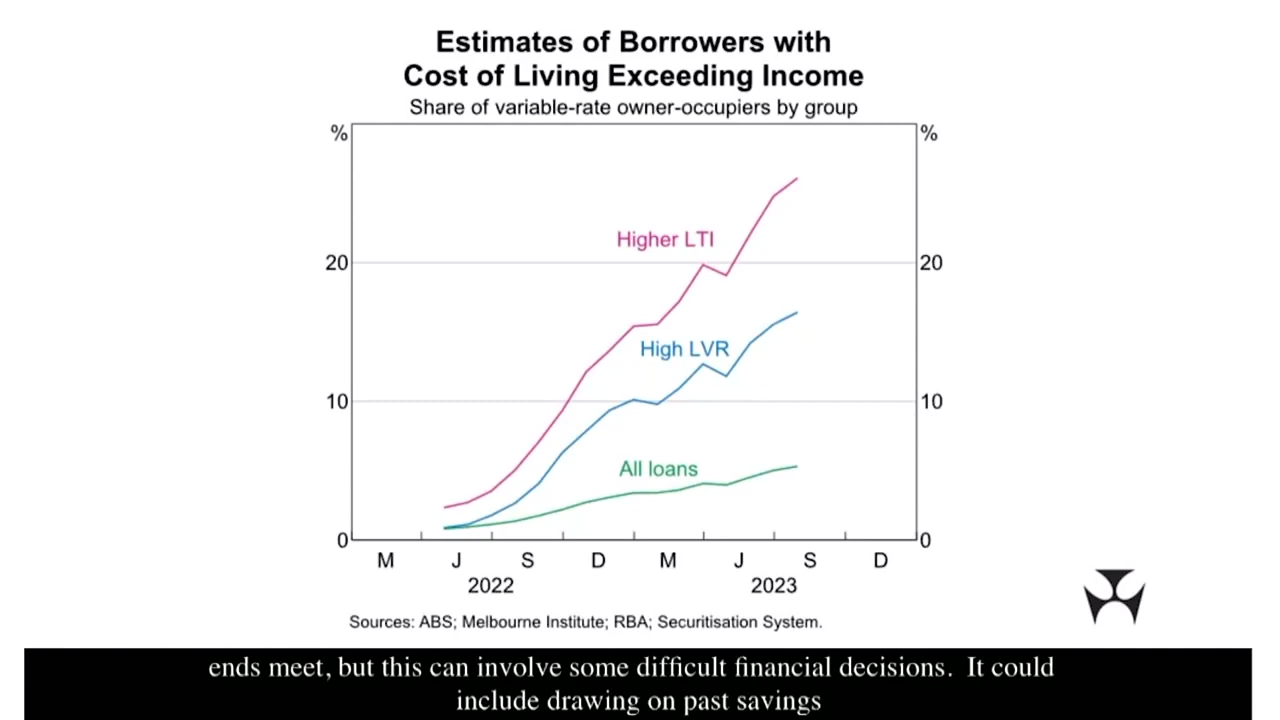 Estimates of Borrowers with
Cost of Living Exceeding Income
Share of variable-rate owner-occupiers by group
% %
Higher LTI
20 20
High LVR
10 10
All loans
0 0
M J S D M J S D
2022 2023
Sources: ABS; Melbourne Institute; RBA; Securitisation System.
ends meet, but this can involve some difficult financial decisions. It could
include drawing on past savings